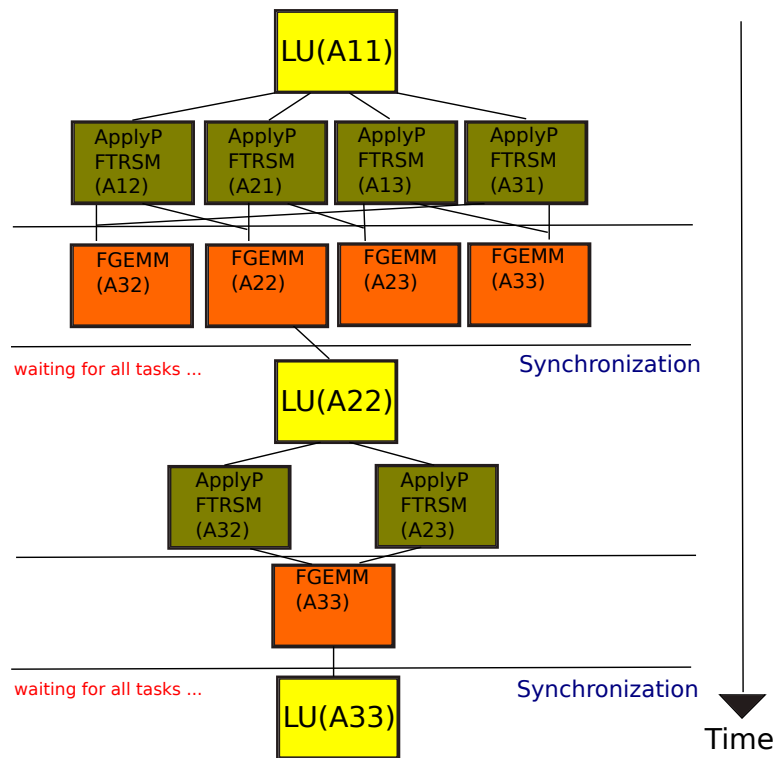 LU(A11)
ApplyP
FTRSM
(A12)
ApplyP
FTRSM
(A21)
ApplyP
FTRSM
(A13)
ApplyP
FTRSM
(A31)
FGEMM
(A32)
FGEMM
(A22)
FGEMM
(A23)
FGEMM
(A33)
waiting for all tasks ...
Synchronization
LU(A22)
ApplyP
FTRSM
(A32)
ApplyP
FTRSM
(A23)
FGEMM
(A33)
waiting for all tasks ...
Synchronization
LU(A33)
Time